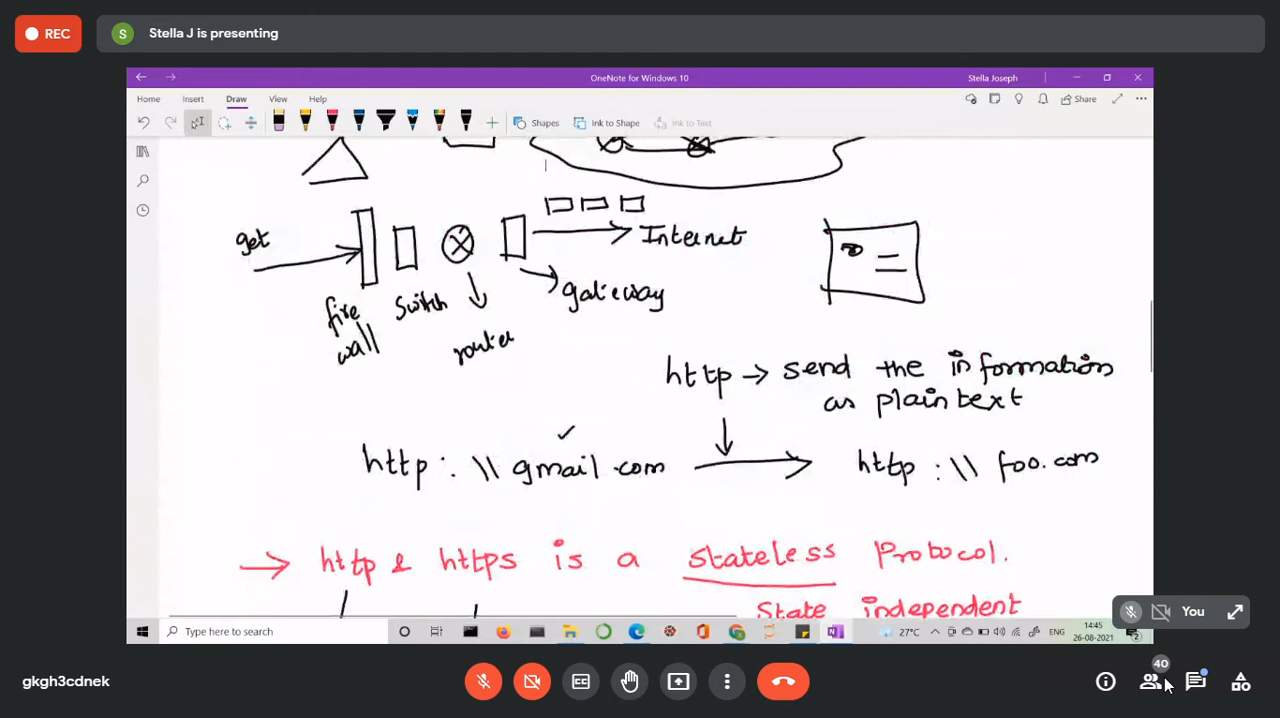 REC
S
Stella J is presenting
OneNote for Windows 10
Stella Joseph
Home Insert Draw View Help
Share
Shapes Ink to Shape Ink to Text
get
Internet
fire wall
Switch
router
gateway
http → send the information
as plaintext
http:\\ gmail.com → http:\\ foo.com
→ http & https is a Stateless Protocol.
State independent
Type here to search
27°C ENG 14:45
26-08-2021
2
You
gkgh3cdnek
CC
40